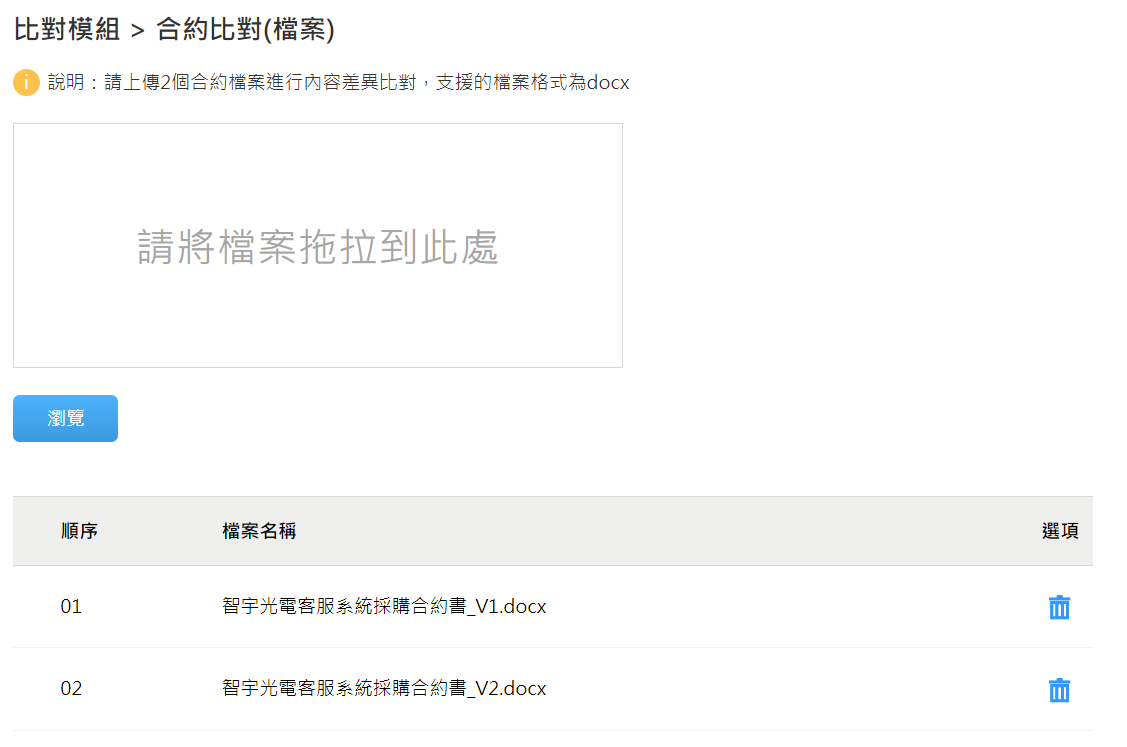 比對模組 > 合約比對(檔案)
i 說明：請上傳2個合約檔案進行內容差異比對，支援的檔案格式為docx
請將檔案拖拉到此處
瀏覽
順序 檔案名稱 選項
01 智宇光電客服系統採購合約書_V1.docx
02 智宇光電客服系統採購合約書_V2.docx